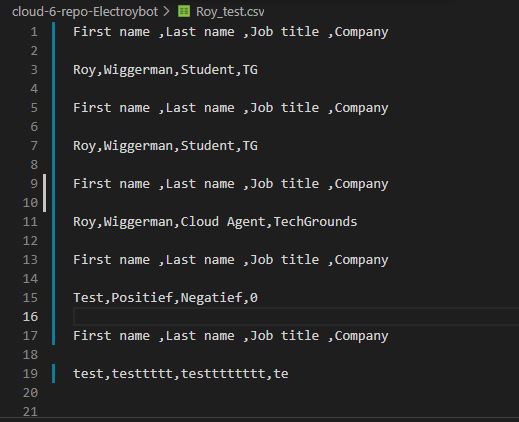 cloud-6-repo-Electroybot > Roy_test.csv
1 First name ,Last name ,Job title ,Company
2
3 Roy,Wiggerman,Student,TG
4
5 First name ,Last name ,Job title ,Company
6
7 Roy,Wiggerman,Student,TG
8
9 First name ,Last name ,Job title ,Company
10
11 Roy,Wiggerman,Cloud Agent,TechGrounds
12
13 First name ,Last name ,Job title ,Company
14
15 Test,Positief,Negatief,0
16
17 First name ,Last name ,Job title ,Company
18
19 test,testtttt,testttttttt,te
20
21